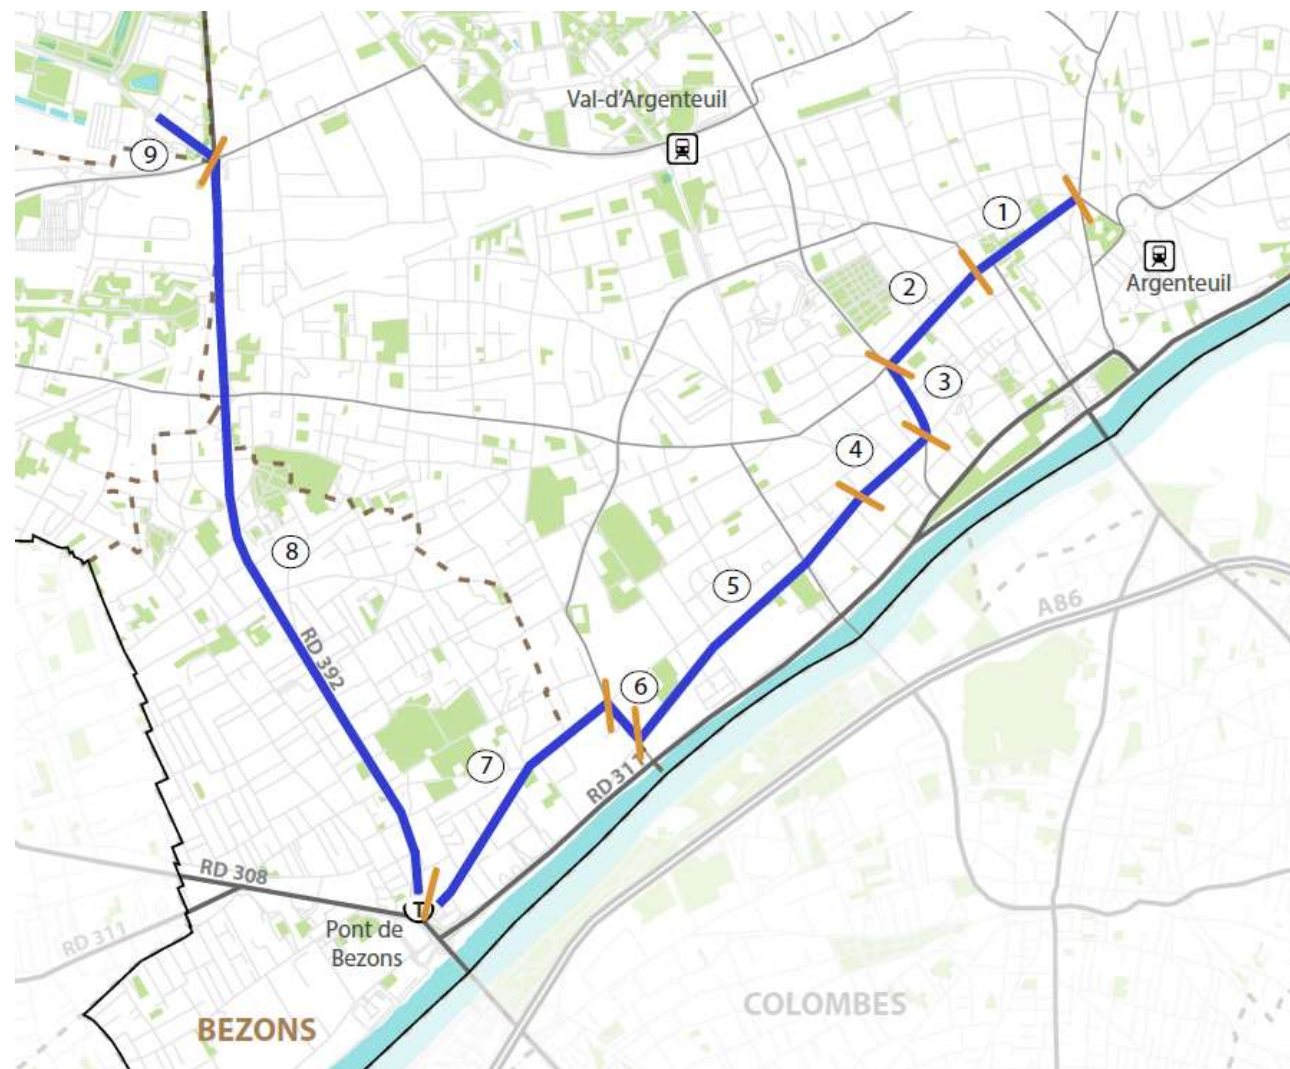 Val-d'Argenteuil
9
1
Argenteuil
2
3
4
8
5
A86
RD 392
6
7
RD 311
RD 308
T
Pont de
Bezons
RD 311
COLOMBES
BEZONS